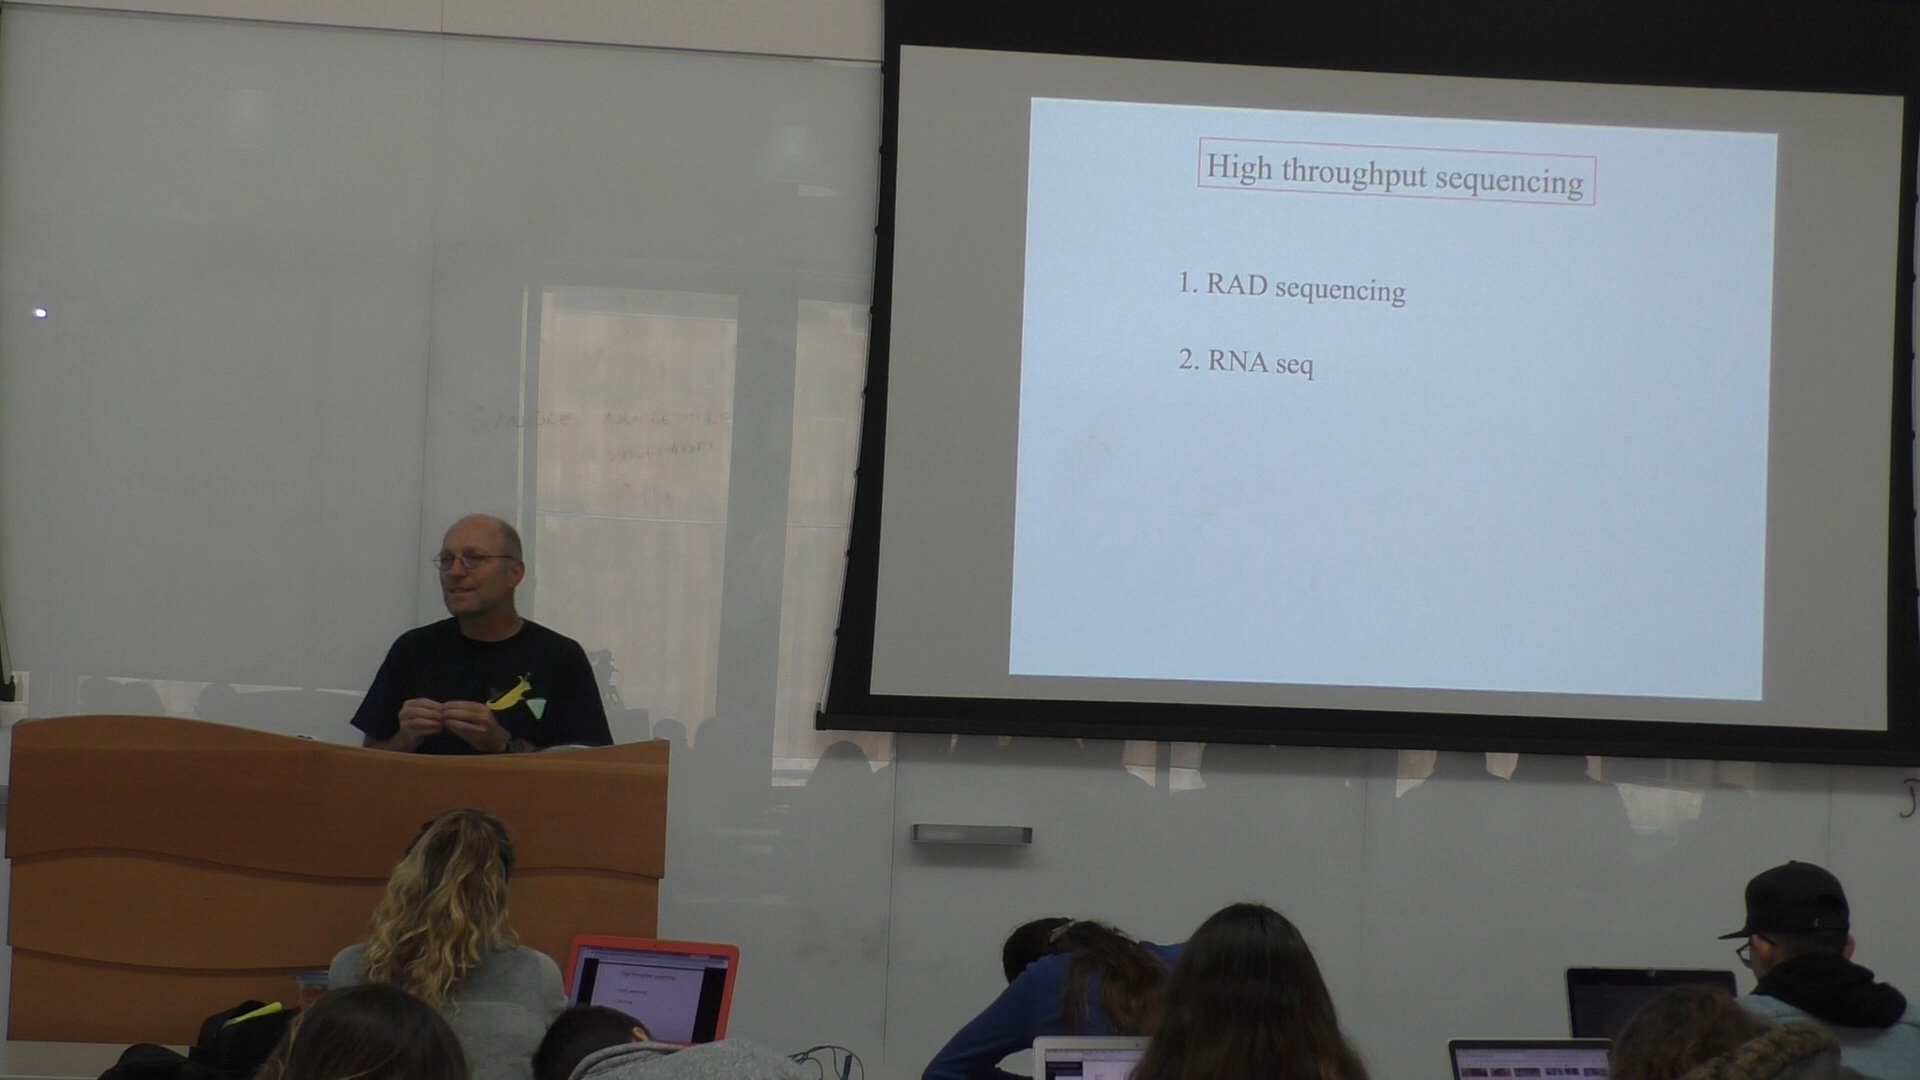 High throughput sequencing
1. RAD sequencing
2. RNA seq